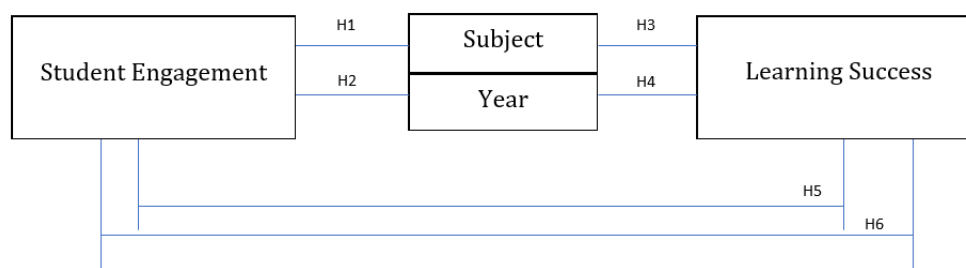 H1
H3
Subject
Student Engagement
Learning Success
H2
H4
Year
H5
H6